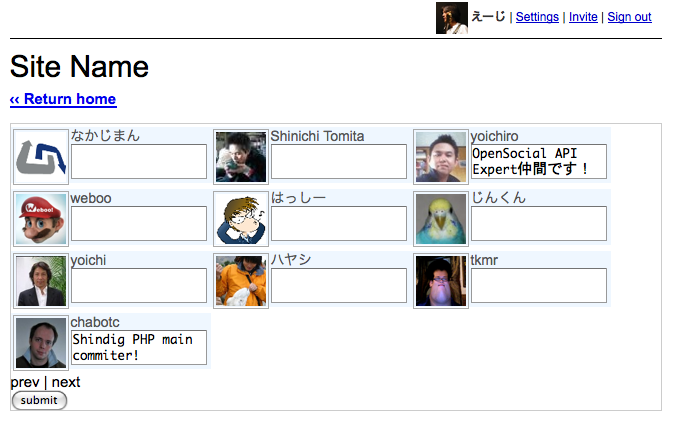 えーじ | Settings | Invite | Sign out
Site Name
‹‹ Return home
なかじまん
Shinichi Tomita
yoichiro
OpenSocial API
Expert仲間です!
weboo
Weboo!
はっしー
じんくん
yoichi
ハヤシ
tkmr
chabotc
Shindig PHP main
commiter!
prev | next
submit